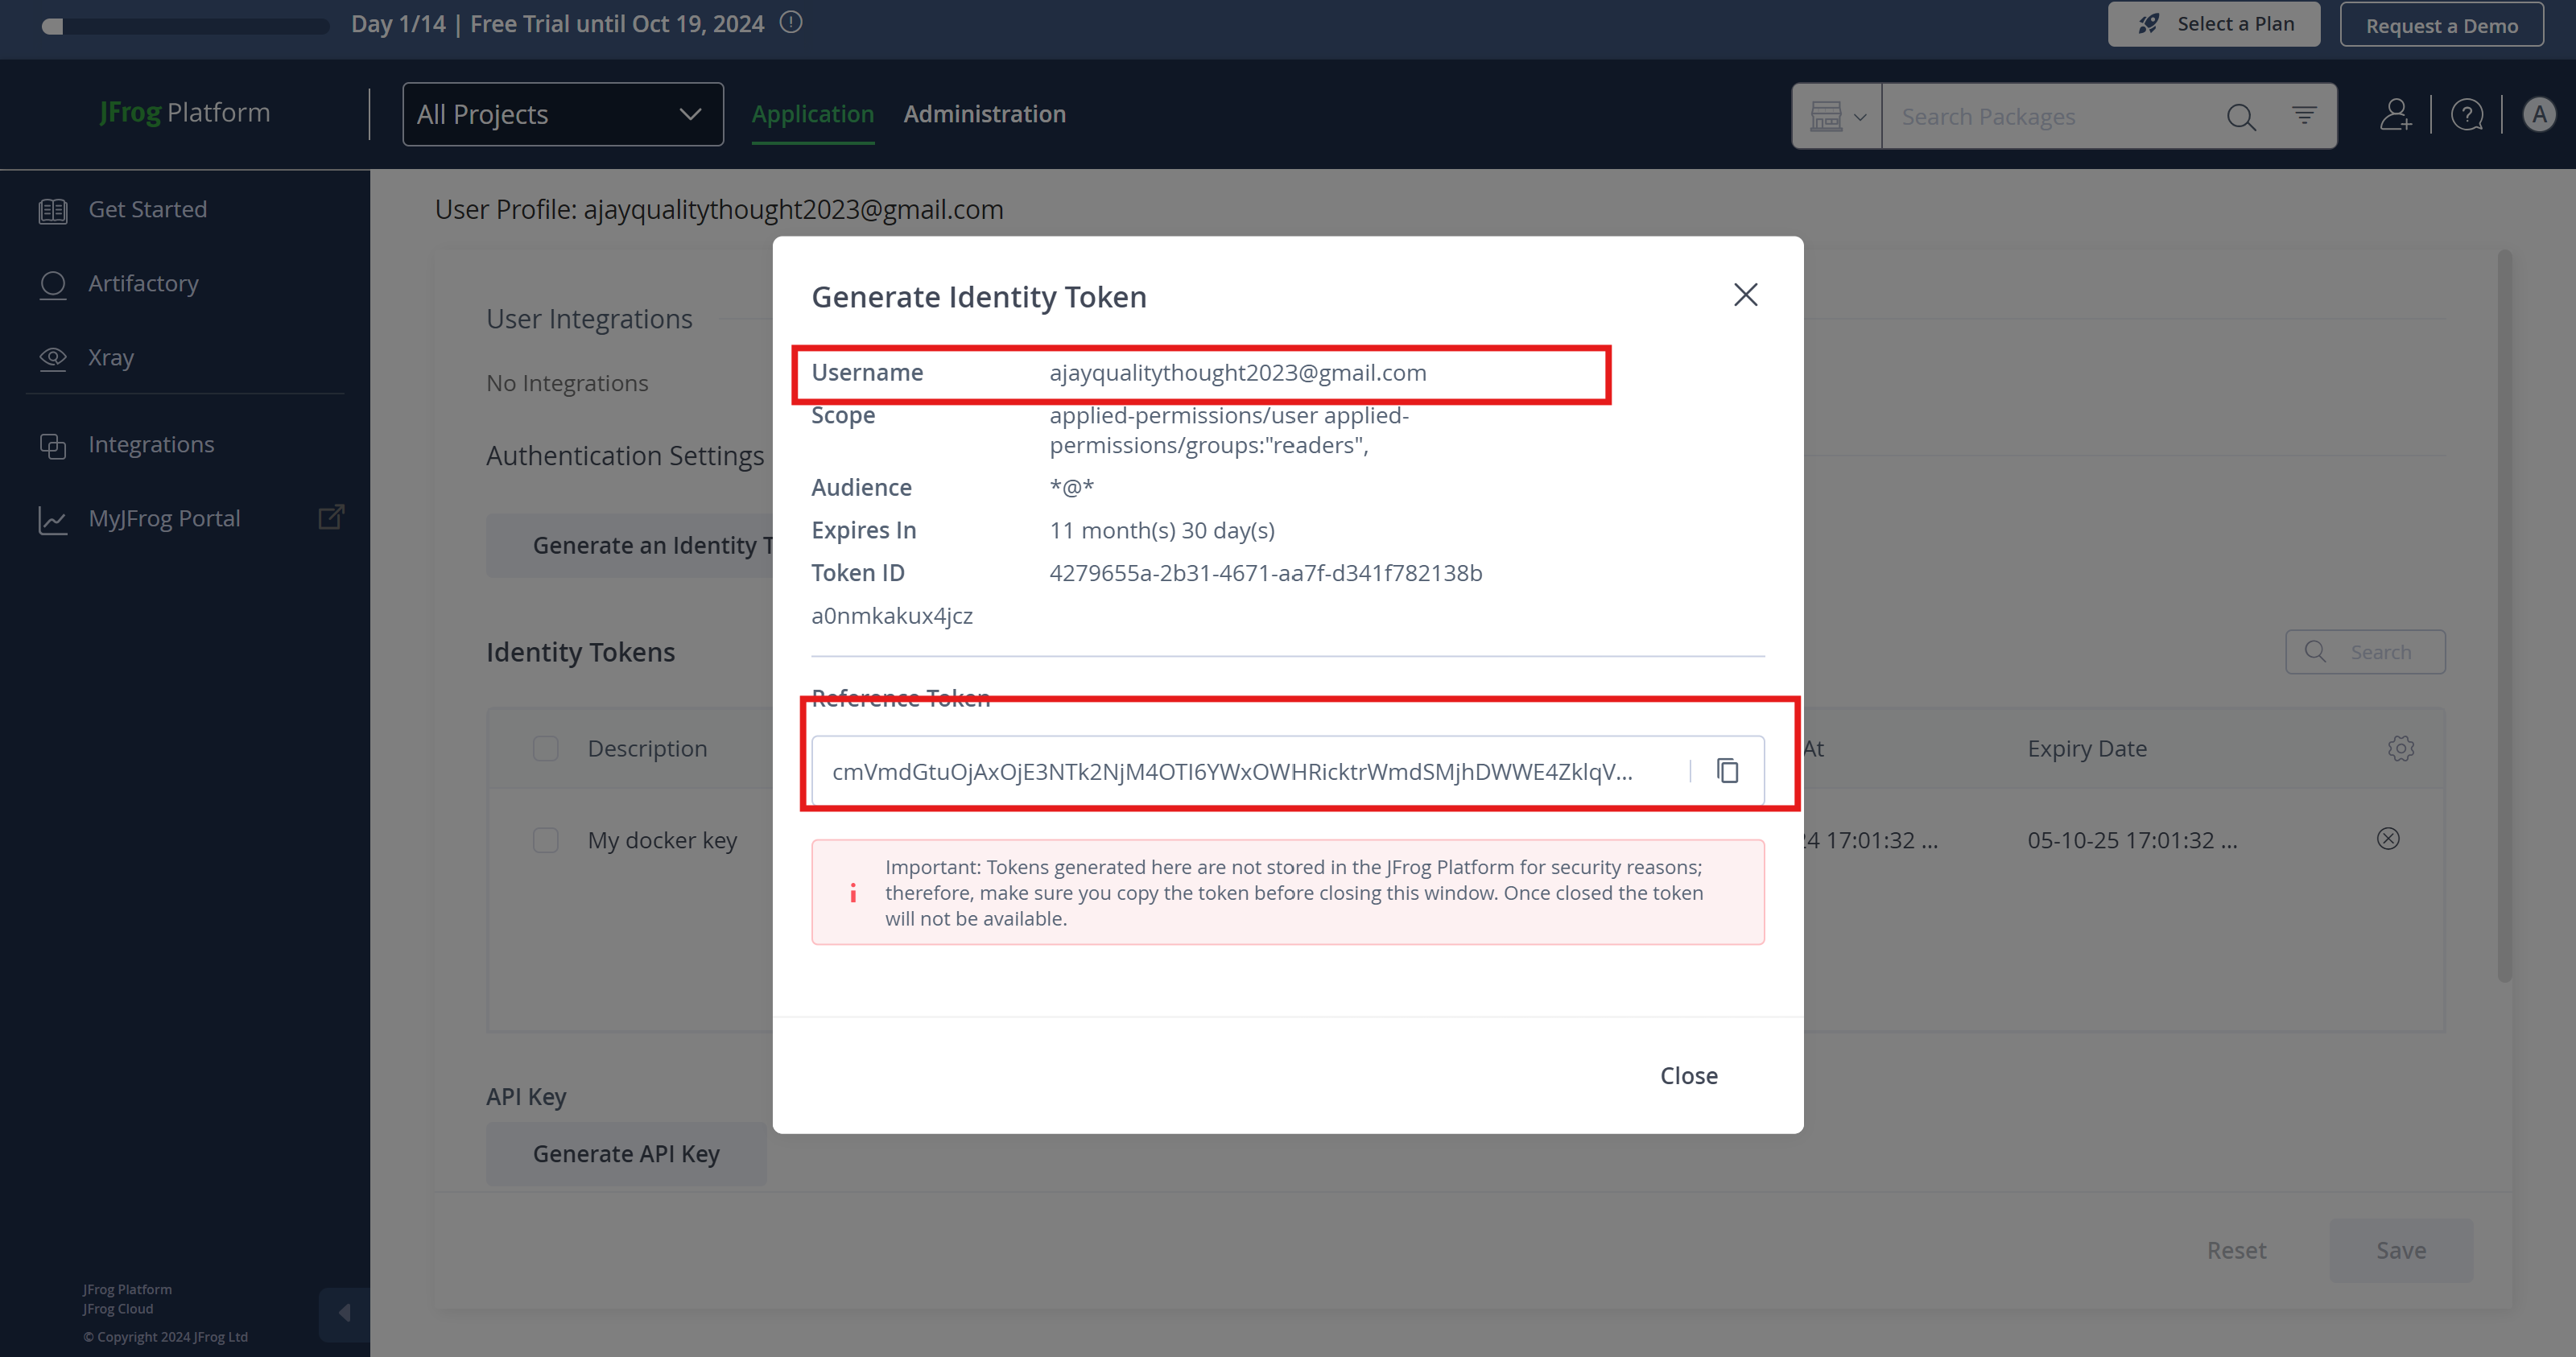 Day 1/14 | Free Trial until Oct 19, 2024
Select a Plan
Request a Demo
JFrog Platform
All Projects
Application
Administration
Search Packages
A
Get Started
Artifactory
Xray
Integrations
MyJFrog Portal
User Profile: ajayqualitythought2023@gmail.com
User Integrations
No Integrations
Authentication Settings
Generate an Identity T
Identity Tokens
Search
Description
At
Expiry Date
My docker key
24 17:01:32 ...
05-10-25 17:01:32 ...
API Key
Generate API Key
Reset
Save
Generate Identity Token
Username ajayqualitythought2023@gmail.com
Scope applied-permissions/user applied-
permissions/groups:"readers",
Audience *@*
Expires In 11 month(s) 30 day(s)
Token ID 4279655a-2b31-4671-aa7f-d341f782138b
a0nmkakux4jcz
Reference Token
cmVmdGtuOjAxOjE3NTk2NjM4OTI6YWxOWHRicktrWmdSMjhDWWE4ZklqV...
Important: Tokens generated here are not stored in the JFrog Platform for security reasons;
therefore, make sure you copy the token before closing this window. Once closed the token
will not be available.
Close
JFrog Platform
JFrog Cloud
© Copyright 2024 JFrog Ltd